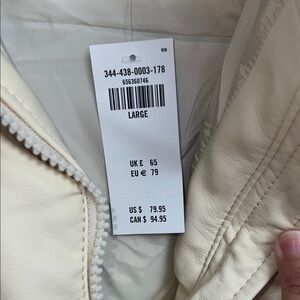 344-438-0003-178
656360746
LARGE
UK £ 65
EU € 79
US $ 79.95
CAN $ 94.95